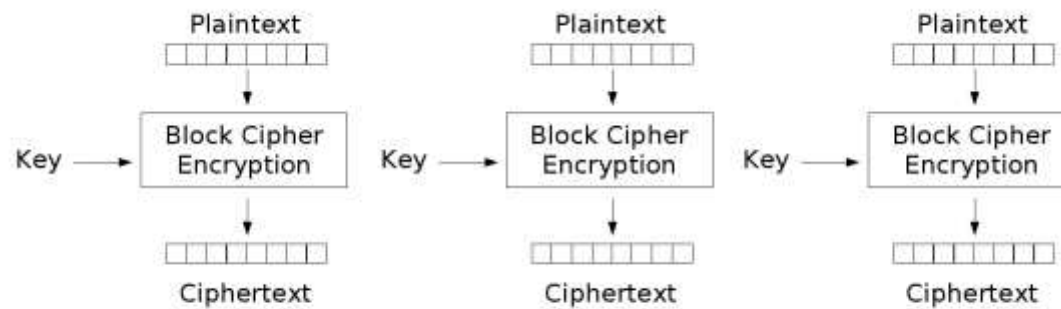 Plaintext Plaintext Plaintext
Block Cipher Block Cipher Block Cipher
Key Encryption Key Encryption Key Encryption
Ciphertext Ciphertext Ciphertext